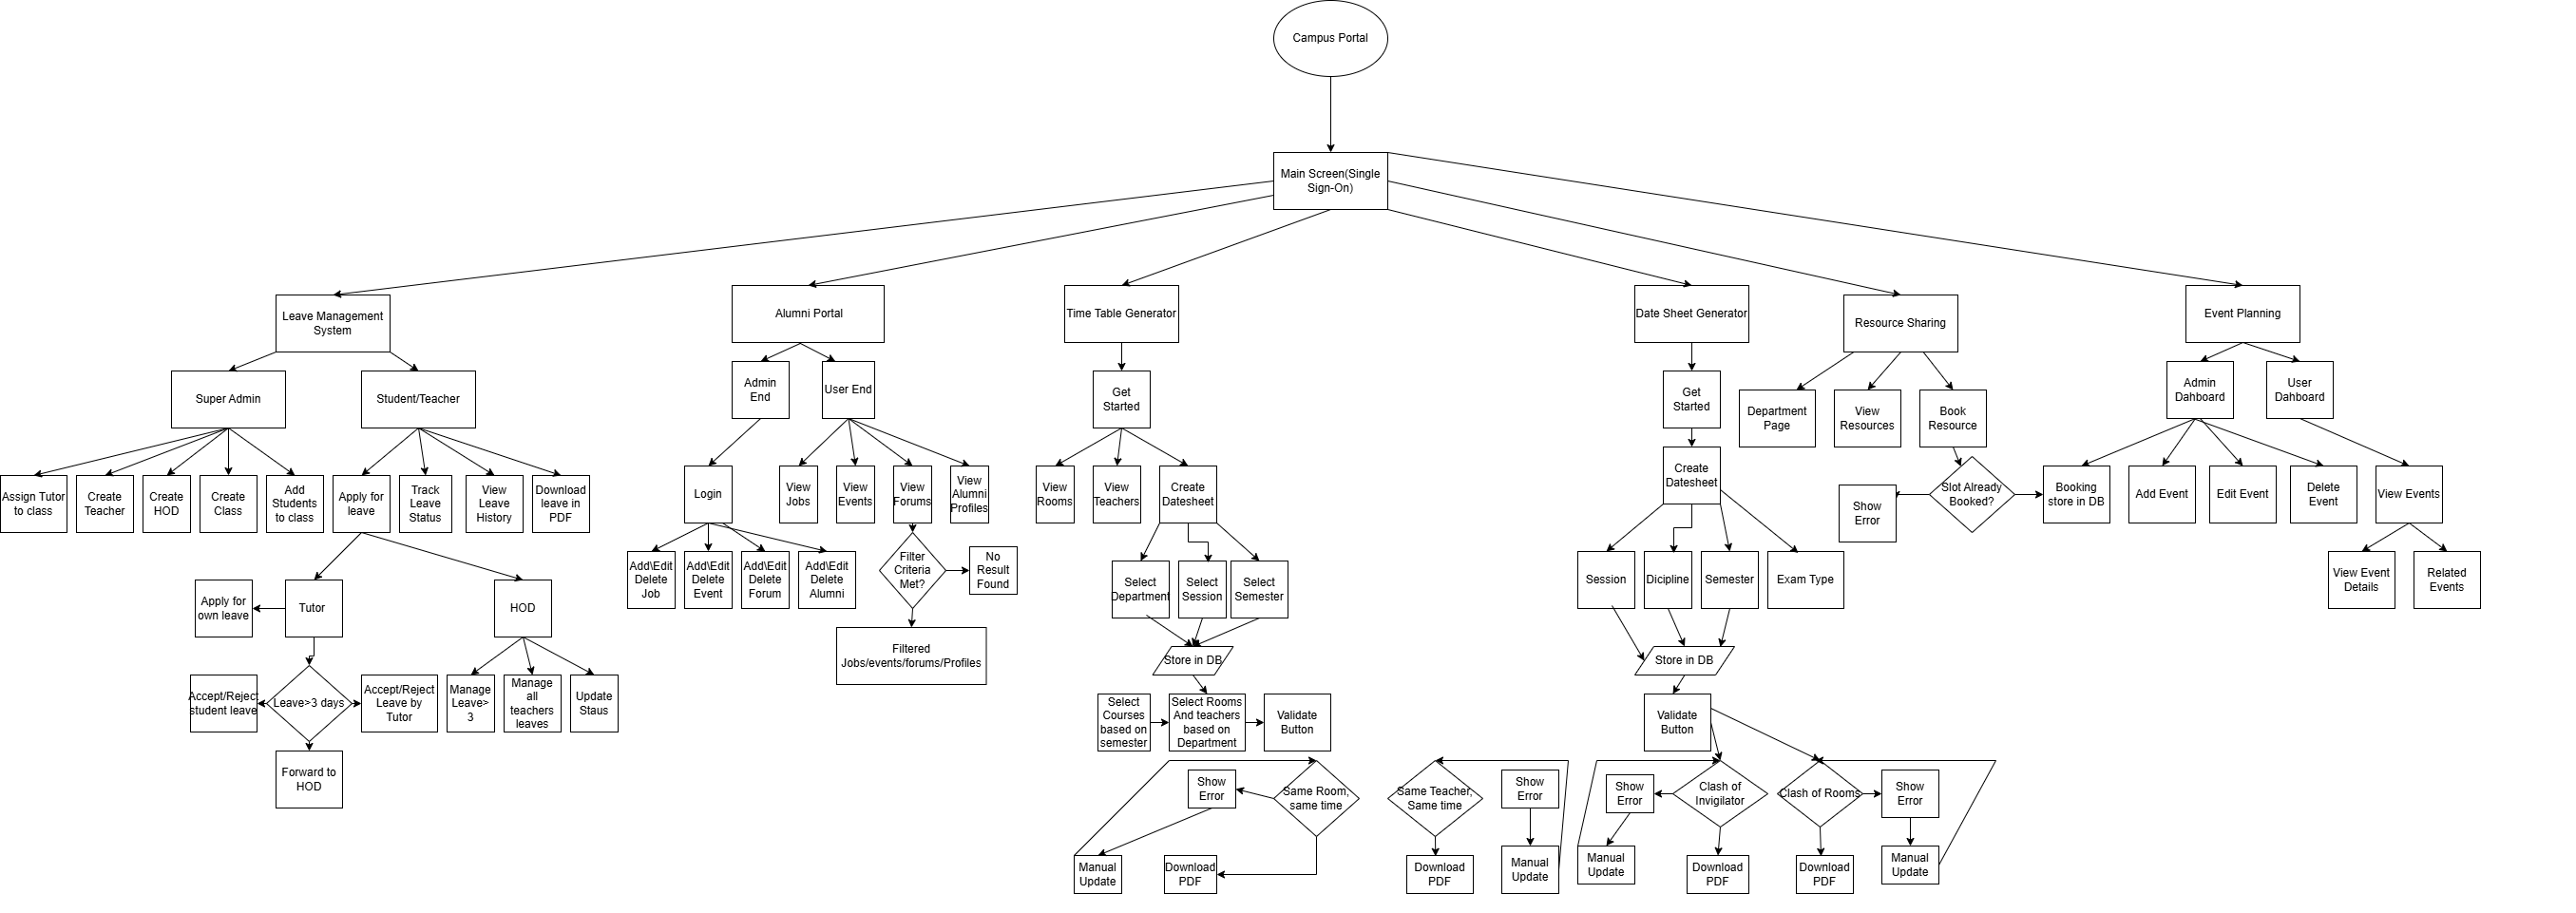 Campus Portal
Main Screen(Single
Sign-On)
Leave Management
System
Alumni Portal
Time Table Generator
Date Sheet Generator
Resource Sharing
Event Planning
Super Admin
Student/Teacher
Admin
End
User End
Get
Started
Get
Started
Department
Page
View
Resources
Book
Resource
Admin
Dahboard
User
Dahboard
Assign Tutor
to class
Create
Teacher
Create
HOD
Create
Class
Add
Students
to class
Apply for
leave
Track
Leave
Status
View
Leave
History
Download
leave in
PDF
Login
View
Jobs
View
Events
View
Forums
View
Alumni
Profiles
View
Rooms
View
Teachers
Create
Datesheet
Create
Datesheet
Show
Error
Slot Already
Booked?
Booking
store in DB
Add Event
Edit Event
Delete
Event
View Events
Add\Edit
Delete
Job
Add\Edit
Delete
Event
Add\Edit
Delete
Forum
Add\Edit
Delete
Alumni
Filter
Criteria
Met?
No
Result
Found
Select
Department
Select
Session
Select
Semester
Session
Dicipline
Semester
Exam Type
View Event
Details
Related
Events
Apply for
own leave
Tutor
HOD
Filtered
Jobs/events/forums/Profiles
Store in DB
Store in DB
Accept/Reject
student leave
Leave>3 days
Accept/Reject
Leave by
Tutor
Manage
Leave>
3
Manage
all
teachers
leaves
Update
Staus
Select
Courses
based on
semester
Select Rooms
And teachers
based on
Department
Validate
Button
Validate
Button
Forward to
HOD
Show
Error
Same Room,
same time
Same Teacher,
Same time
Show
Error
Show
Error
Clash of
Invigilator
Clash of Rooms
Show
Error
Manual
Update
Download
PDF
Download
PDF
Manual
Update
Manual
Update
Download
PDF
Download
PDF
Manual
Update